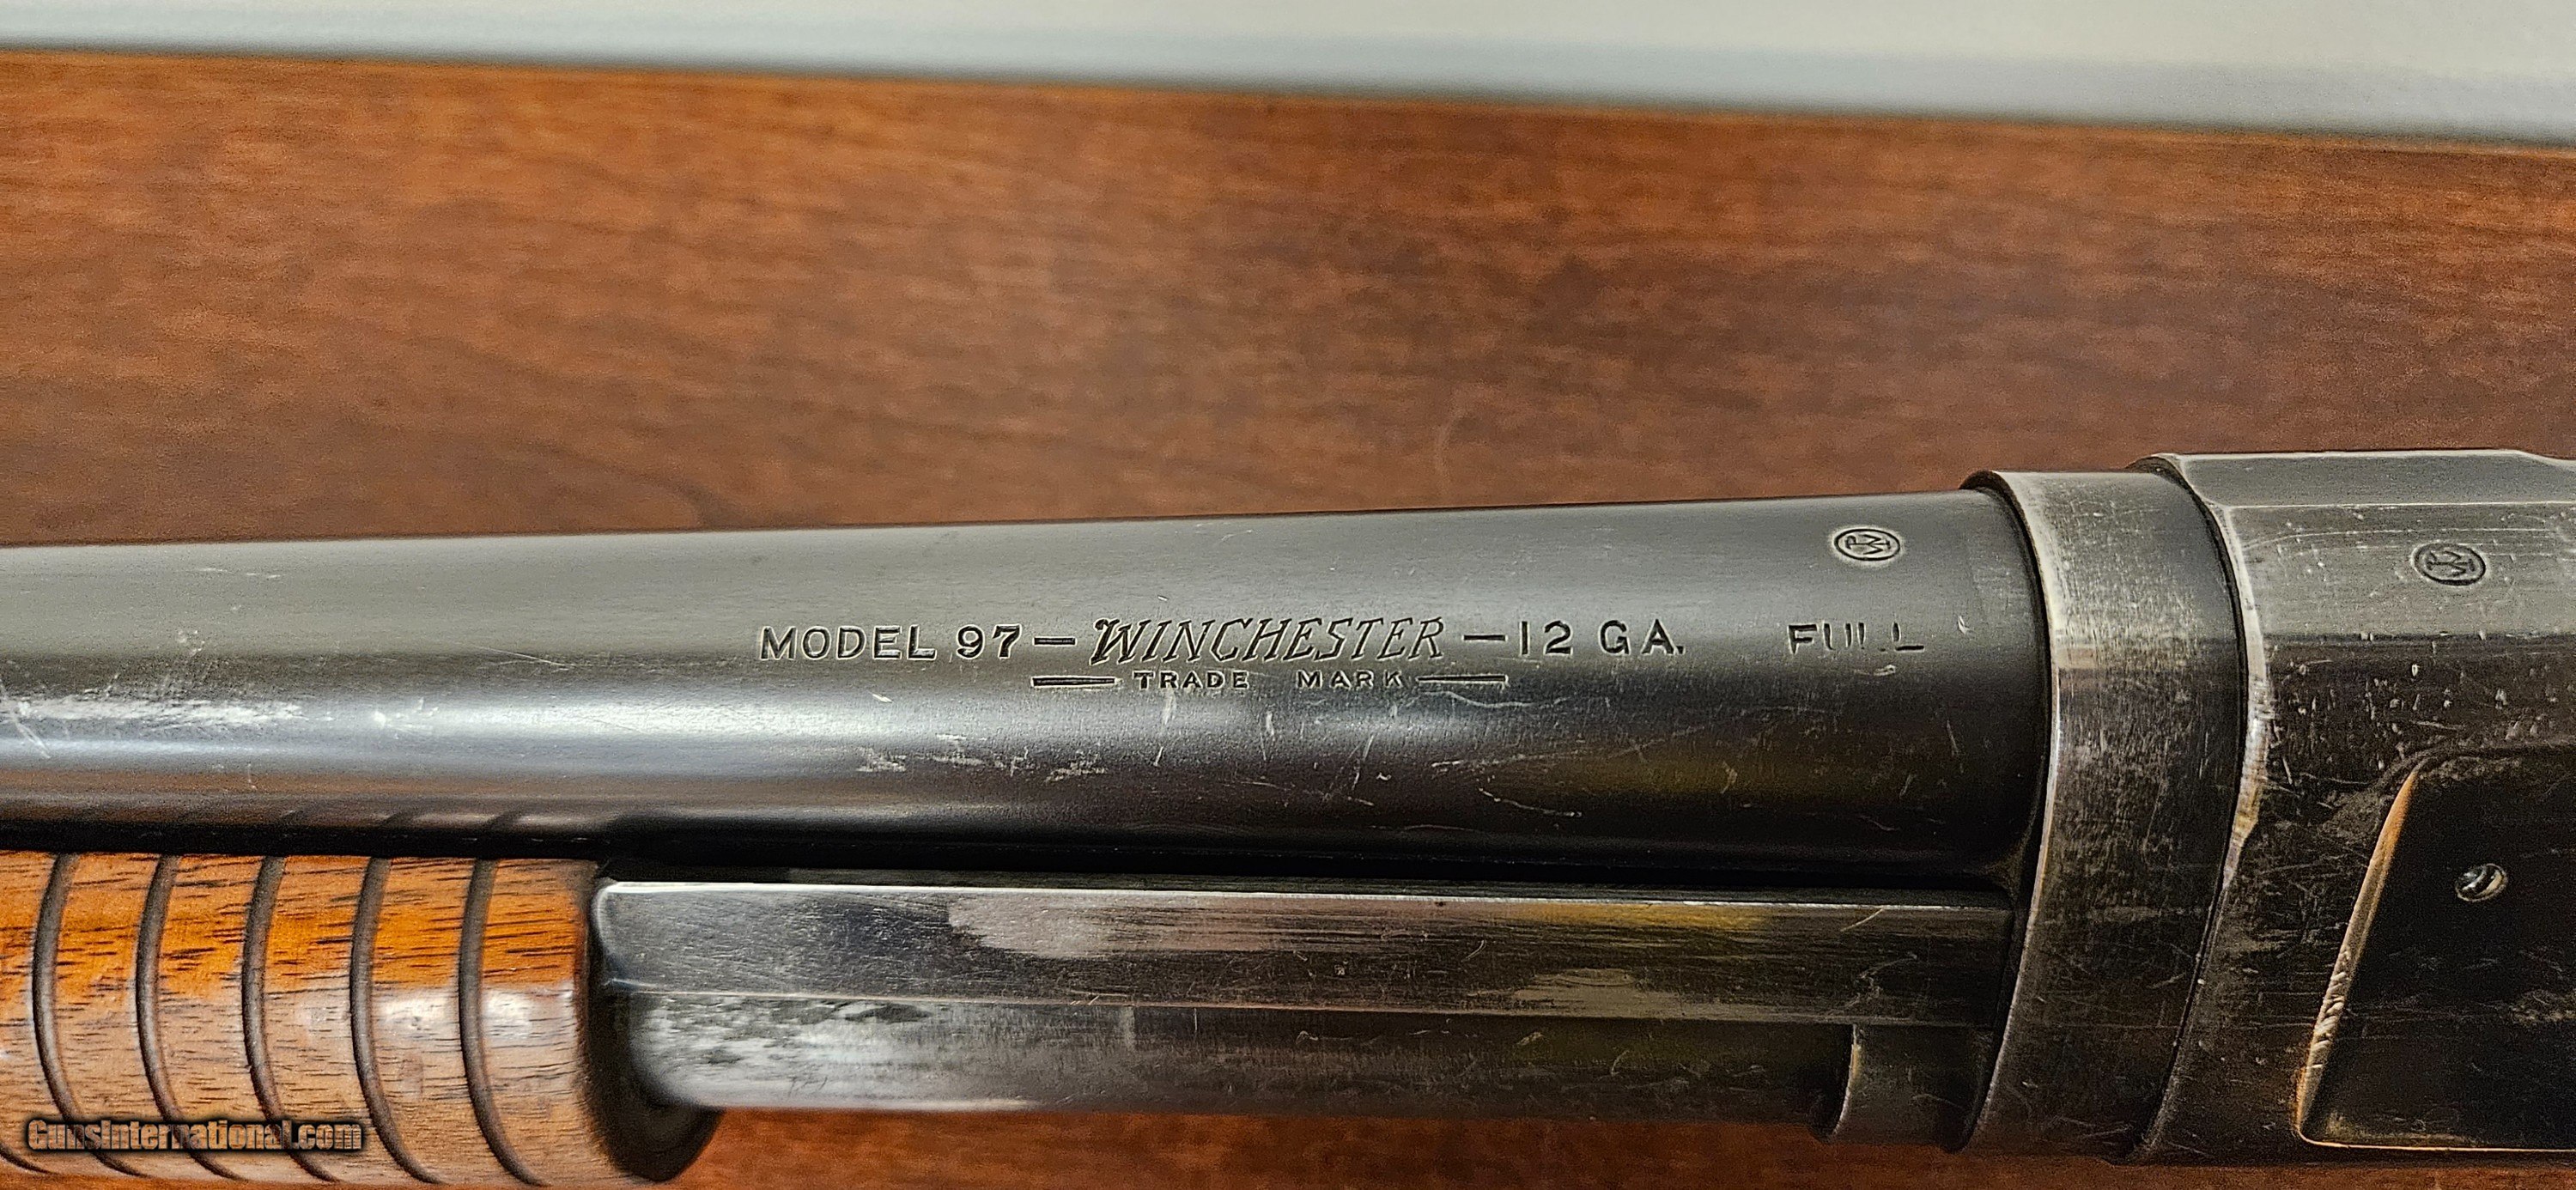 MODEL 97 — WINCHESTER — 12 GA. FULL
TRADE MARK
GunsInternational.com